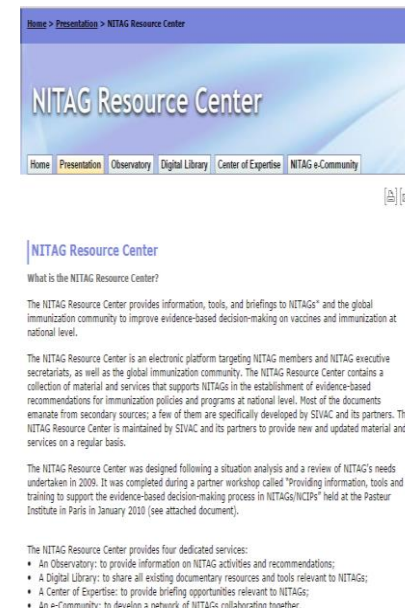 Home > Presentation > NITAG Resource Center
NITAG Resource Center
Home Presentation Observatory Digital Library Center of Expertise NITAG e-Community
NITAG Resource Center
What is the NITAG Resource Center?
The NITAG Resource Center provides information, tools, and briefings to NITAGs* and the global
immunization community to improve evidence-based decision-making on vaccines and immunization at
national level.
The NITAG Resource Center is an electronic platform targeting NITAG members and NITAG executive
secretariats, as well as the global immunization community. The NITAG Resource Center contains a
collection of material and services that supports NITAGs in the establishment of evidence-based
recommendations for immunization policies and programs at national level. Most of the documents
emanate from secondary sources; a few of them are specifically developed by SIVAC and its partners. Th
NITAG Resource Center is maintained by SIVAC and its partners to provide new and updated material and
services on a regular basis.
The NITAG Resource Center was designed following a situation analysis and a review of NITAG's needs
undertaken in 2009. It was completed during a partner workshop called "Providing information, tools and
training to support the evidence-based decision-making process in NITAGs/NCIPs" held at the Pasteur
Institute in Paris in January 2010 (see attached document).
The NITAG Resource Center provides four dedicated services:
• An Observatory: to provide information on NITAG activities and recommendations;
• A Digital Library: to share all existing documentary resources and tools relevant to NITAGs;
• A Center of Expertise: to provide briefing opportunities relevant to NITAGs;
• An e-Community: to develop a network of NITAGs collaborating together.